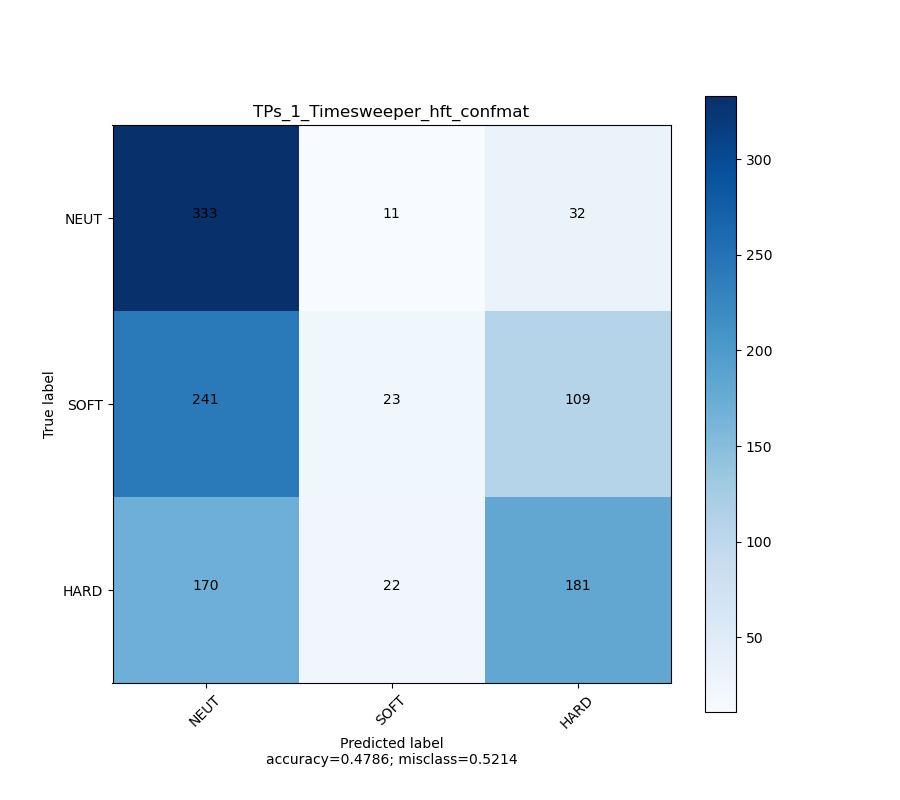 TPs_1_Timesweeper_hft_confmat
True label
NEUT 333 11 32
SOFT 241 23 109
HARD 170 22 181
NEUT SOFT HARD
Predicted label
accuracy=0.4786; misclass=0.5214
300
250
200
150
100
50